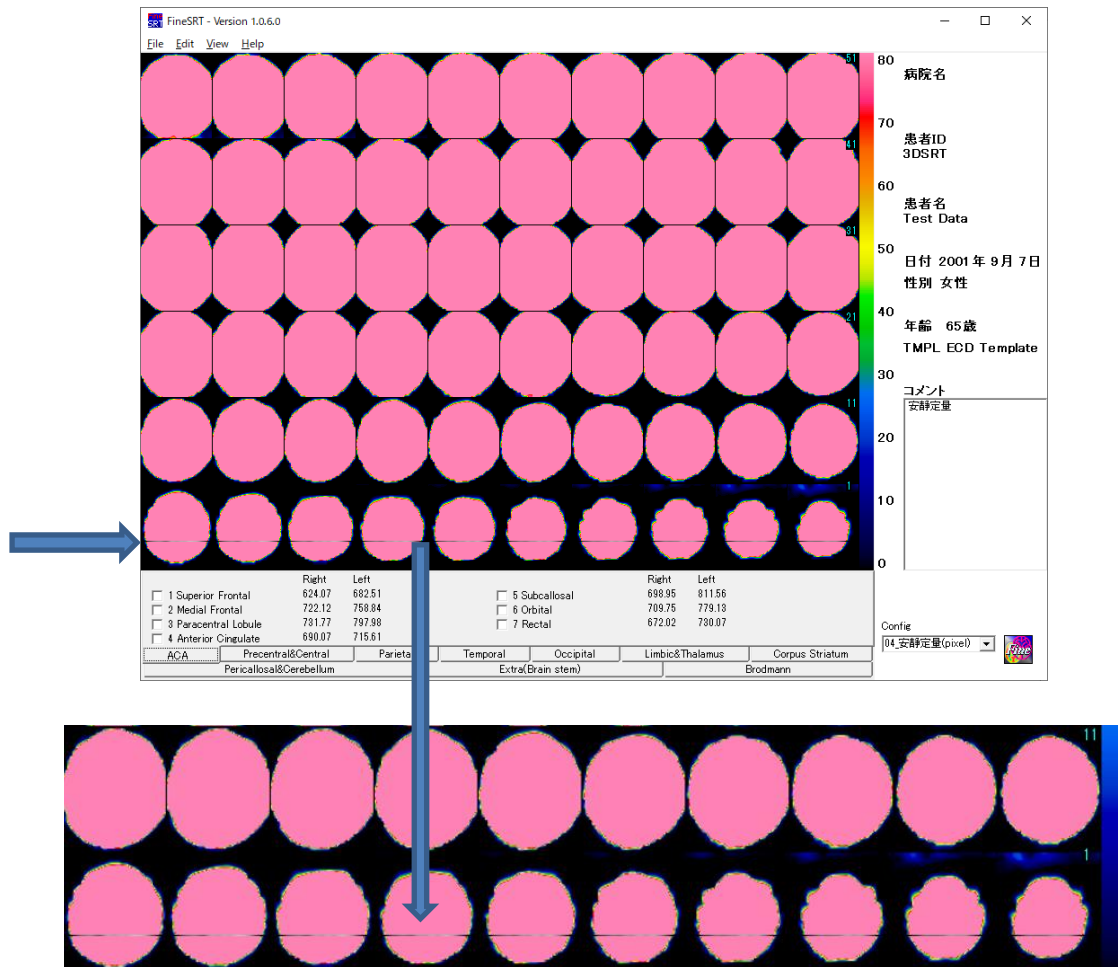 FineSRT - Version 1.0.6.0
File Edit View Help
51
41
31
21
11
1
80
70
60
50
40
30
20
10
0
病院名
患者ID
3DSRT
患者名
Test Data
日付 2001年 9月 7日
性別 女性
年齢 65歳
TMPL ECD Template
コメント
安静定量
Right Left
1 Superior Frontal 624.07 682.51
2 Medial Frontal 722.12 758.84
3 Paracentral Lobule 731.77 797.98
4 Anterior Cingulate 690.07 715.61
Right Left
5 Subcallosal 698.95 811.56
6 Orbital 709.75 779.13
7 Rectal 672.02 730.07
ACA Precentral&Central Parieta Temporal Occipital Limbic&Thalamus Corpus Striatum
Pericallosal&Cerebellum Extra(Brain stem) Brodmann
Config
04_安静定量(pixel)
Fine
11
1